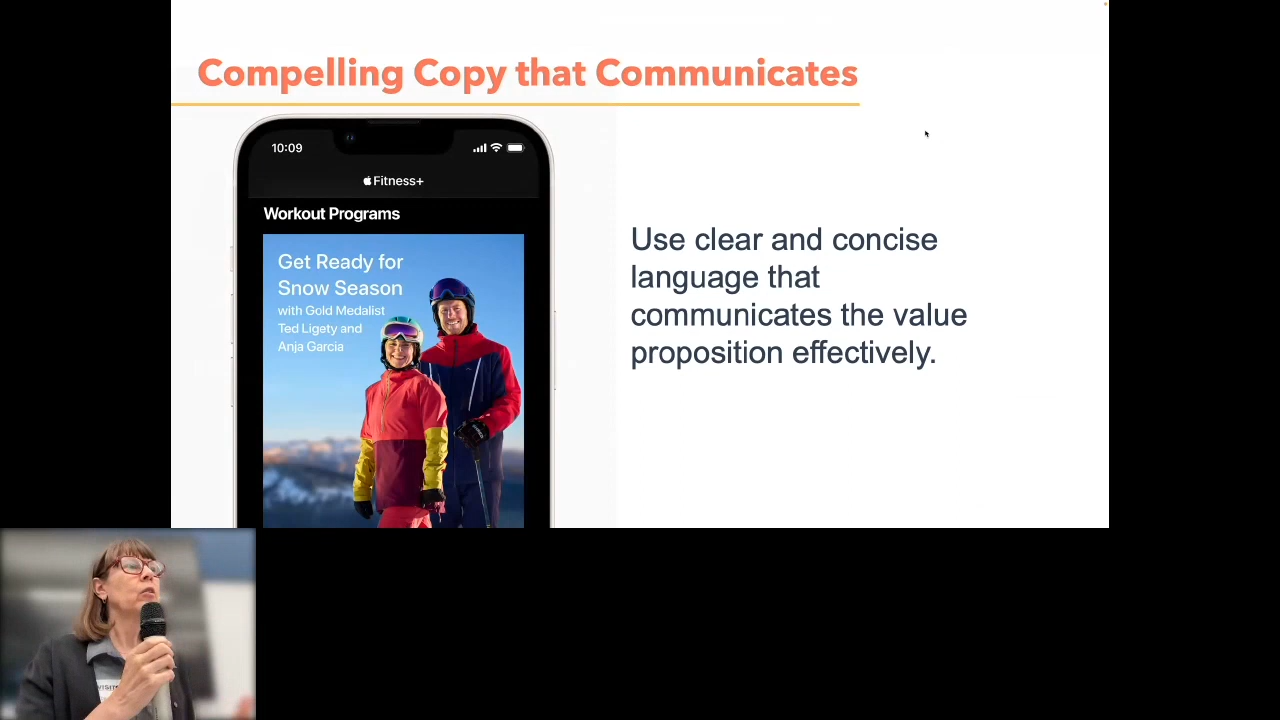 Compelling Copy that Communicates
10:09
Fitness+
Workout Programs
Get Ready for
Snow Season
with Gold Medalist
Ted Ligety and
Anja Garcia
Use clear and concise
language that
communicates the value
proposition effectively.